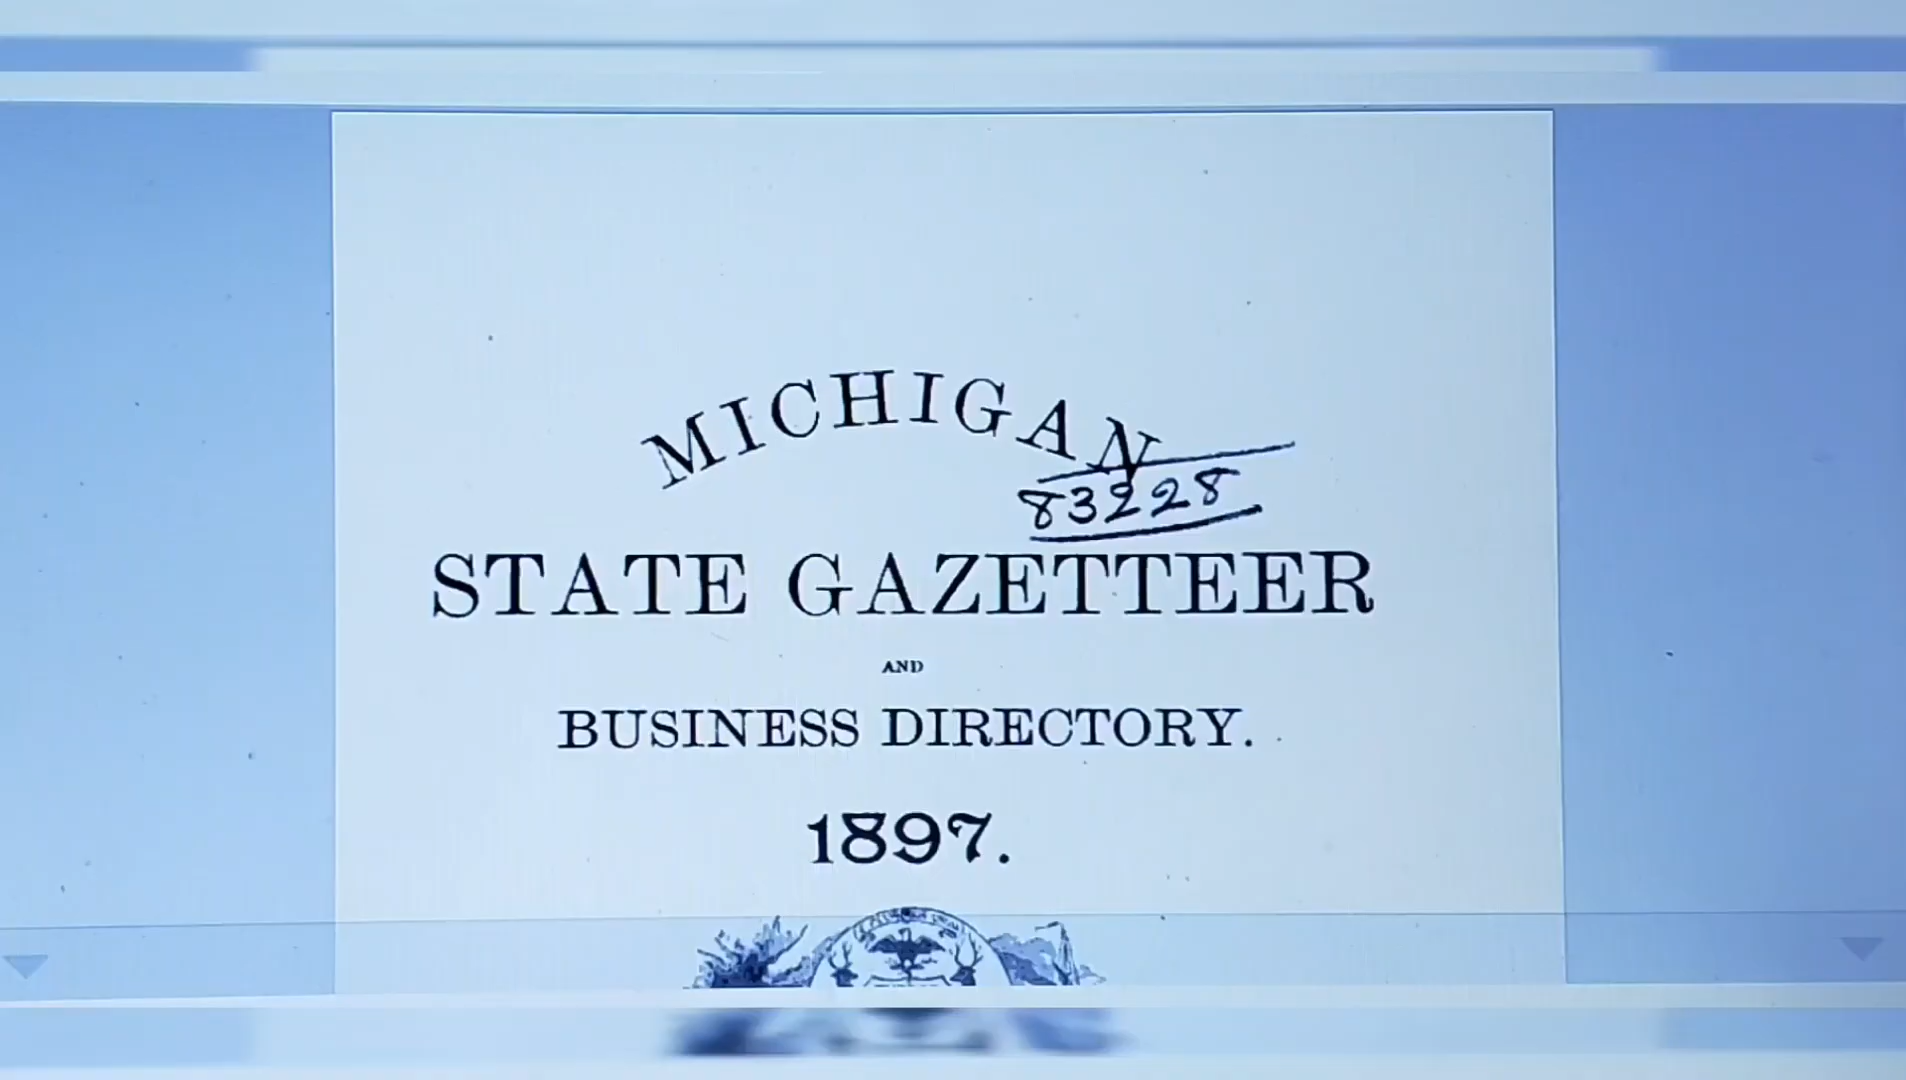 MICHIGAN
83228
STATE GAZETTEER
AND
BUSINESS DIRECTORY.
1897.